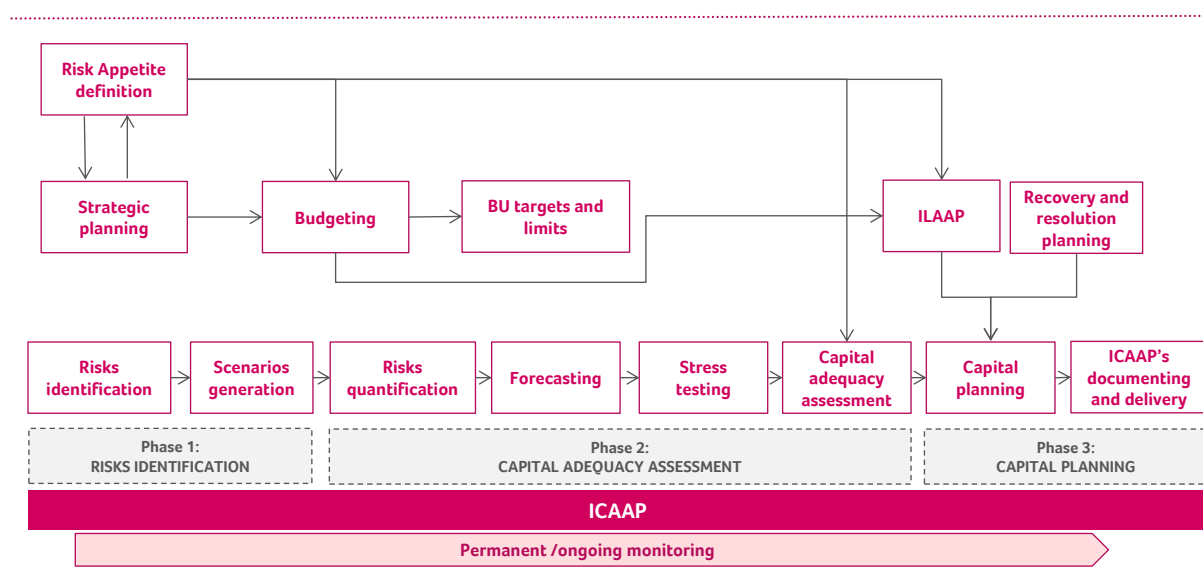 Risk Appetite
definition
Strategic
planning
Budgeting
BU targets and
limits
ILAAP
Recovery and
resolution
planning
Risks
identification
Scenarios
generation
Risks
quantification
Forecasting
Stress
testing
Capital
adequacy
assessment
Capital
planning
ICAAP's
documenting
and delivery
Phase 1:
RISKS IDENTIFICATION
Phase 2:
CAPITAL ADEQUACY ASSESSMENT
Phase 3:
CAPITAL PLANNING
ICAAP
Permanent /ongoing monitoring